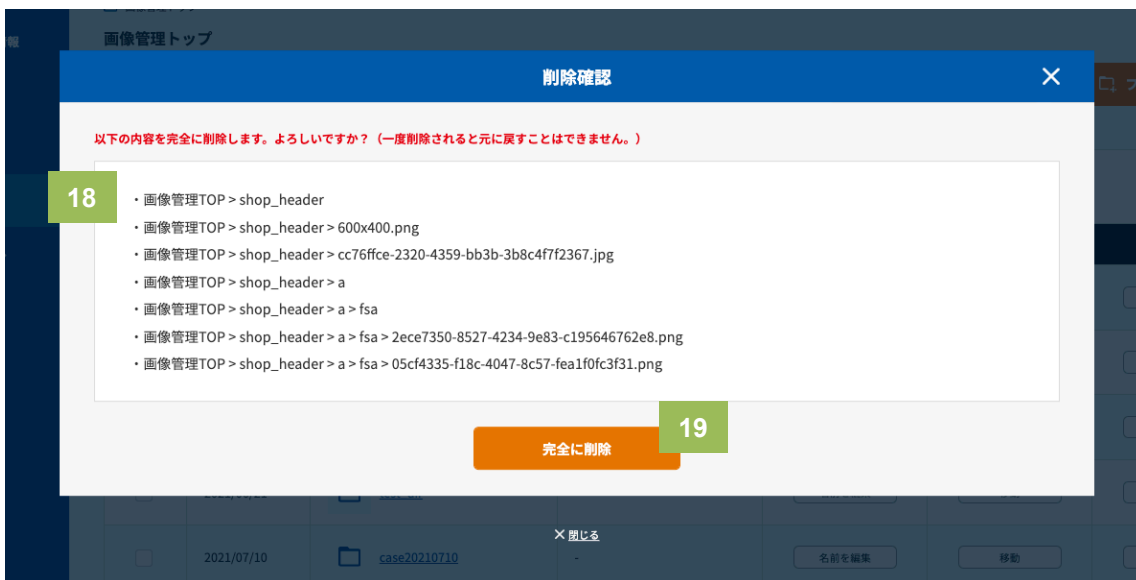 画像管理トップ
削除確認
以下の内容を完全に削除します。よろしいですか?(一度削除されると元に戻すことはできません。)
18
・画像管理TOP > shop_header
・画像管理TOP > shop_header > 600x400.png
・画像管理TOP > shop_header > cc76ffce-2320-4359-bb3b-3b8c4f7f2367.jpg
・画像管理TOP > shop_header > a
・画像管理TOP > shop_header > a > fsa
・画像管理TOP > shop_header > a > fsa > 2ece7350-8527-4234-9e83-c195646762e8.png
・画像管理TOP > shop_header > a > fsa > 05cf4335-f18c-4047-8c57-fea1f0fc3f31.png
19
完全に削除
×閉じる
2021/07/10 case20210710 - 名前を編集 移動